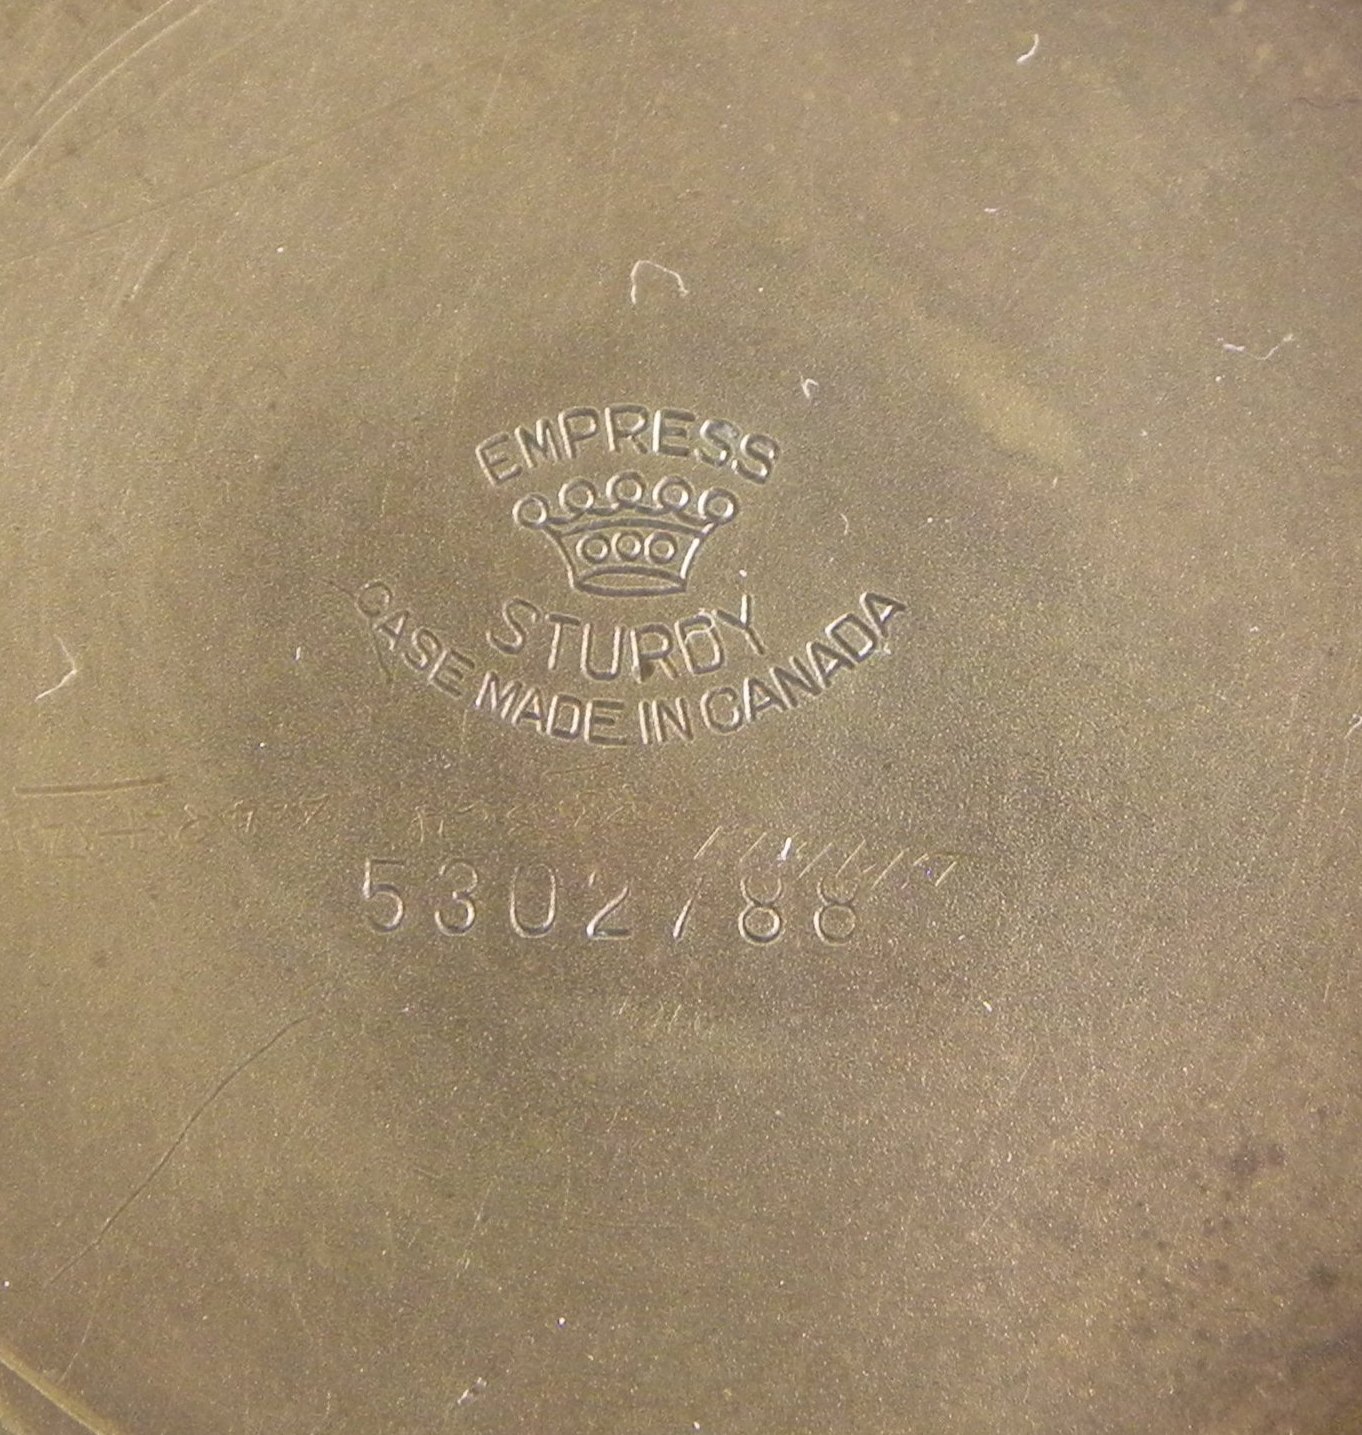 EMPRESS
STURDY
CASE MADE IN CANADA
5302788